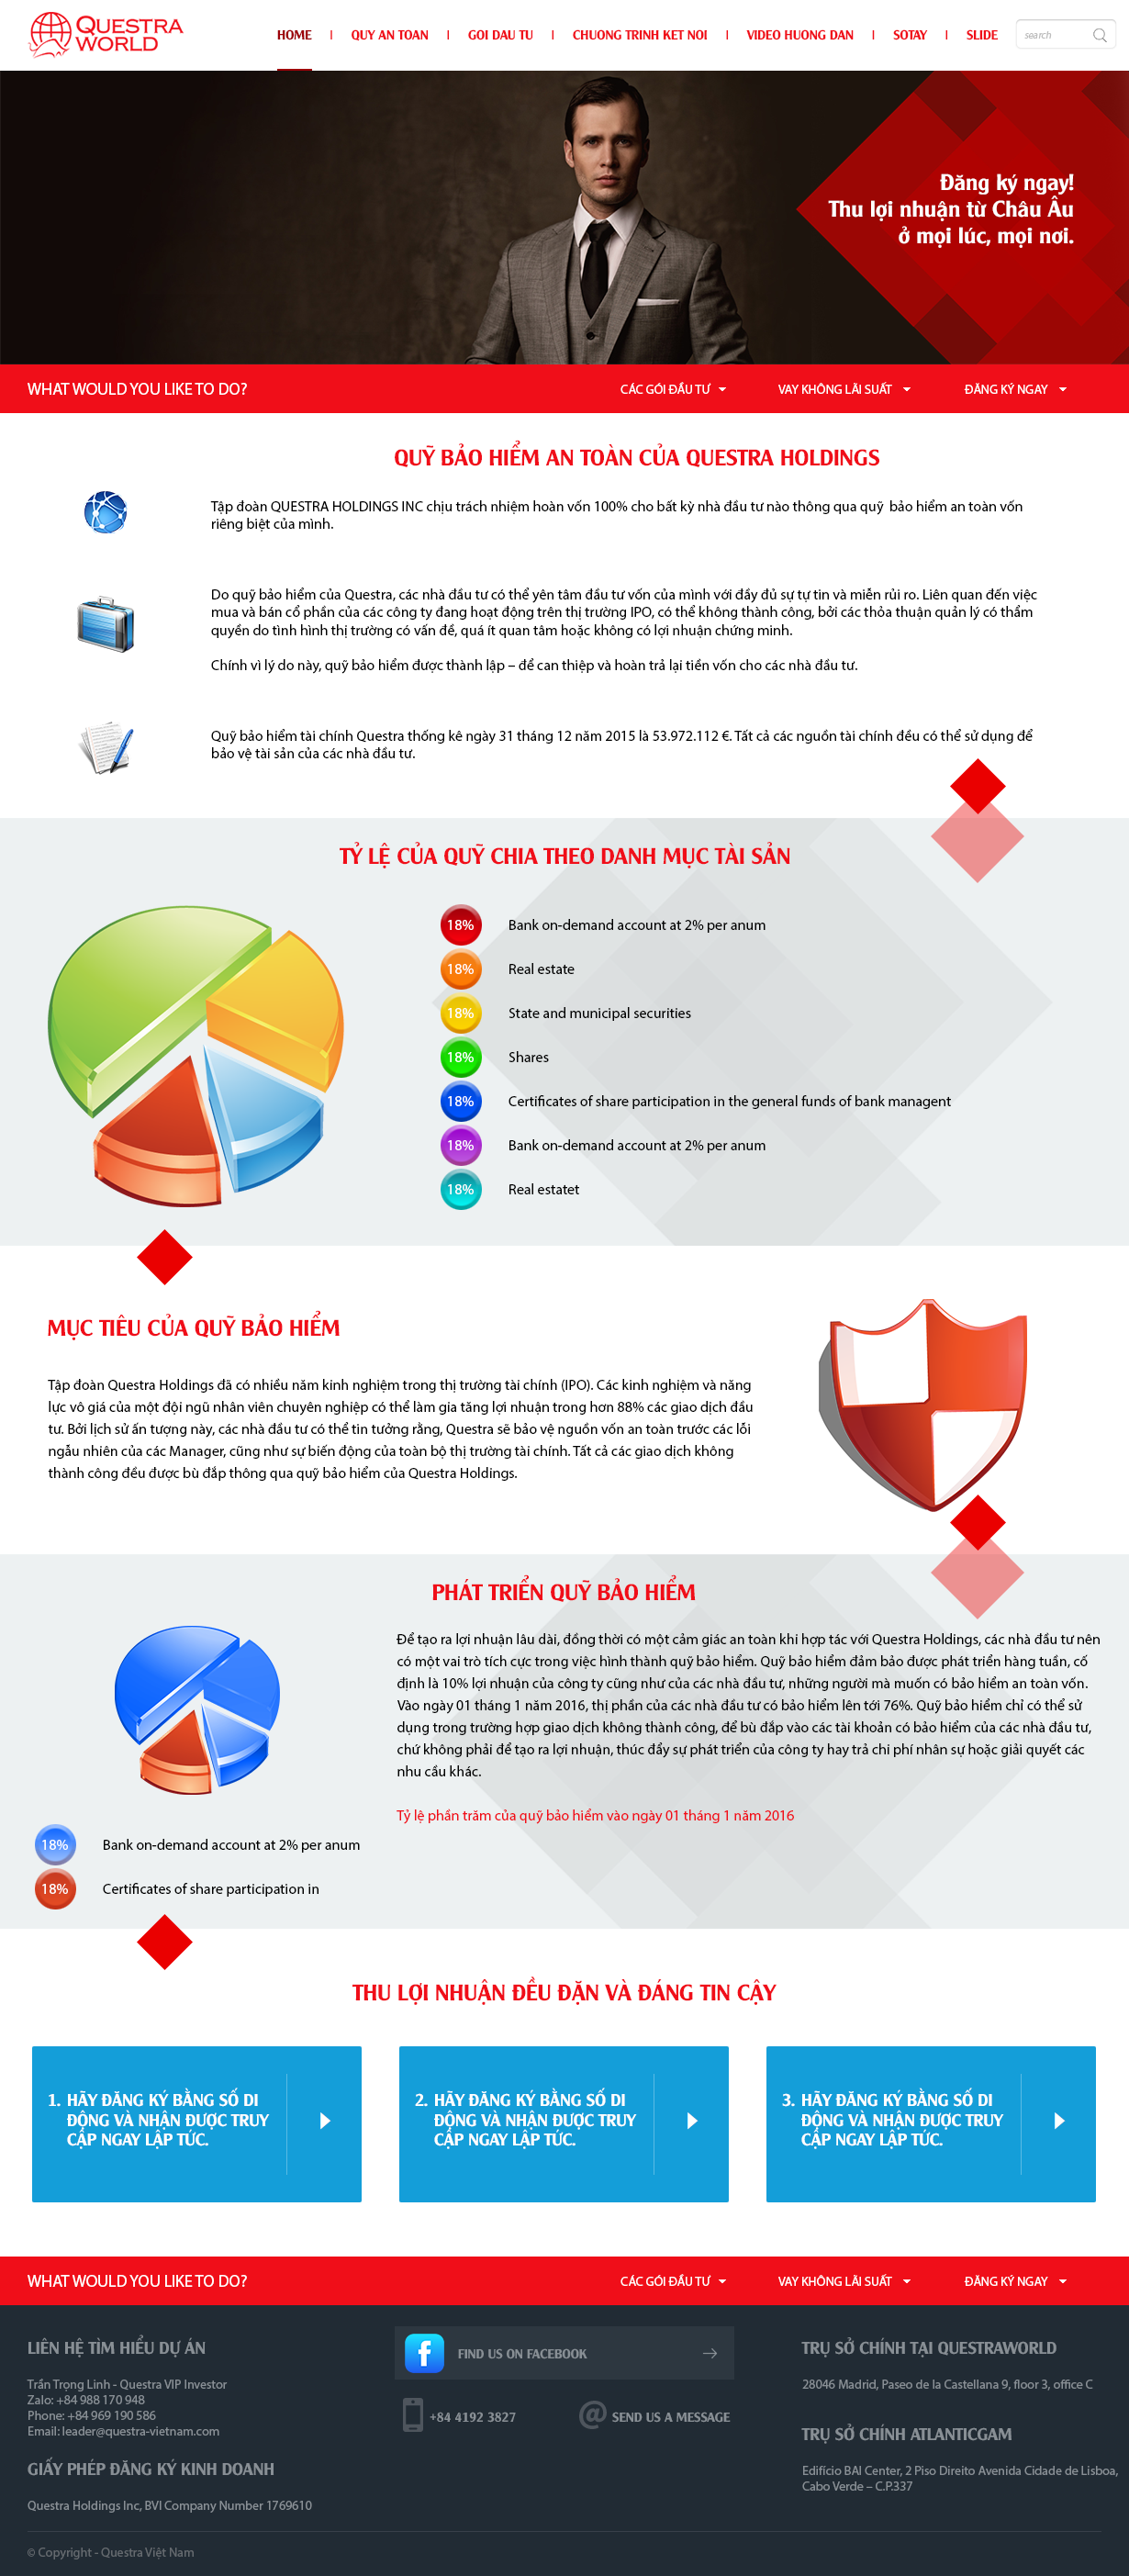 QUESTRA
WORLD
HOME | QUY AN TOAN | GOI DAU TU | CHUONG TRINH KET NOI | VIDEO HUONG DAN | SOTAY | SLIDE
search
Đăng ký ngay!
Thu lợi nhuận từ Châu Âu
ở mọi lúc, mọi nơi.
WHAT WOULD YOU LIKE TO DO?
CÁC GÓI ĐẦU TƯ
VAY KHÔNG LÃI SUẤT
ĐĂNG KÝ NGAY
QUỸ BẢO HIỂM AN TOÀN CỦA QUESTRA HOLDINGS
Tập đoàn QUESTRA HOLDINGS INC chịu trách nhiệm hoàn vốn 100% cho bất kỳ nhà đầu tư nào thông qua quỹ bảo hiểm an toàn vốn
riêng biệt của mình.
Do quỹ bảo hiểm của Questra, các nhà đầu tư có thể yên tâm đầu tư vốn của mình với đầy đủ sự tự tin và miễn rủi ro. Liên quan đến việc
mua và bán cổ phần của các công ty đang hoạt động trên thị trường IPO, có thể không thành công, bởi các thỏa thuận quản lý có thẩm
quyền do tình hình thị trường có vấn đề, quá ít quan tâm hoặc không có lợi nhuận chứng minh.
Chính vì lý do này, quỹ bảo hiểm được thành lập – để can thiệp và hoàn trả lại tiền vốn cho các nhà đầu tư.
Quỹ bảo hiểm tài chính Questra thống kê ngày 31 tháng 12 năm 2015 là 53.972.112 €. Tất cả các nguồn tài chính đều có thể sử dụng để
bảo vệ tài sản của các nhà đầu tư.
TỶ LỆ CỦA QUỸ CHIA THEO DANH MỤC TÀI SẢN
18% Bank on-demand account at 2% per anum
18% Real estate
18% State and municipal securities
18% Shares
18% Certificates of share participation in the general funds of bank managent
18% Bank on-demand account at 2% per anum
18% Real estatet
MỤC TIÊU CỦA QUỸ BẢO HIỂM
Tập đoàn Questra Holdings đã có nhiều năm kinh nghiệm trong thị trường tài chính (IPO). Các kinh nghiệm và năng
lực vô giá của một đội ngũ nhân viên chuyên nghiệp có thể làm gia tăng lợi nhuận trong hơn 88% các giao dịch đầu
tư. Bởi lịch sử ấn tượng này, các nhà đầu tư có thể tin tưởng rằng, Questra sẽ bảo vệ nguồn vốn an toàn trước các lỗi
ngẫu nhiên của các Manager, cũng như sự biến động của toàn bộ thị trường tài chính. Tất cả các giao dịch không
thành công đều được bù đắp thông qua quỹ bảo hiểm của Questra Holdings.
PHÁT TRIỂN QUỸ BẢO HIỂM
Để tạo ra lợi nhuận lâu dài, đồng thời có một cảm giác an toàn khi hợp tác với Questra Holdings, các nhà đầu tư nên
có một vai trò tích cực trong việc hình thành quỹ bảo hiểm. Quỹ bảo hiểm đảm bảo được phát triển hàng tuần, cố
định là 10% lợi nhuận của công ty cũng như của các nhà đầu tư, những người mà muốn có bảo hiểm an toàn vốn.
Vào ngày 01 tháng 1 năm 2016, thị phần của các nhà đầu tư có bảo hiểm lên tới 76%. Quỹ bảo hiểm chỉ có thể sử
dụng trong trường hợp giao dịch không thành công, để bù đắp vào các tài khoản có bảo hiểm của các nhà đầu tư,
chứ không phải để tạo ra lợi nhuận, thúc đẩy sự phát triển của công ty hay trả chi phí nhân sự hoặc giải quyết các
nhu cầu khác.
Tỷ lệ phần trăm của quỹ bảo hiểm vào ngày 01 tháng 1 năm 2016
18% Bank on-demand account at 2% per anum
18% Certificates of share participation in
THU LỢI NHUẬN ĐỀU ĐẶN VÀ ĐÁNG TIN CẬY
1. HÃY ĐĂNG KÝ BẰNG SỐ DI
ĐỘNG VÀ NHẬN ĐƯỢC TRUY
CẬP NGAY LẬP TỨC.
2. HÃY ĐĂNG KÝ BẰNG SỐ DI
ĐỘNG VÀ NHẬN ĐƯỢC TRUY
CẬP NGAY LẬP TỨC.
3. HÃY ĐĂNG KÝ BẰNG SỐ DI
ĐỘNG VÀ NHẬN ĐƯỢC TRUY
CẬP NGAY LẬP TỨC.
WHAT WOULD YOU LIKE TO DO?
CÁC GÓI ĐẦU TƯ
VAY KHÔNG LÃI SUẤT
ĐĂNG KÝ NGAY
LIÊN HỆ TÌM HIỂU DỰ ÁN
Trần Trọng Linh - Questra VIP Investor
Zalo: +84 988 170 948
Phone: +84 969 190 586
Email: leader@questra-vietnam.com
GIẤY PHÉP ĐĂNG KÝ KINH DOANH
Questra Holdings Inc, BVI Company Number 1769610
f FIND US ON FACEBOOK
+84 4192 3827
@ SEND US A MESSAGE
TRỤ SỞ CHÍNH TẠI QUESTRAWORLD
28046 Madrid, Paseo de la Castellana 9, floor 3, office C
TRỤ SỞ CHÍNH ATLANTICGAM
Edificio BAI Center, 2 Piso Direito Avenida Cidade de Lisboa,
Cabo Verde – C.P.337
© Copyright - Questra Việt Nam